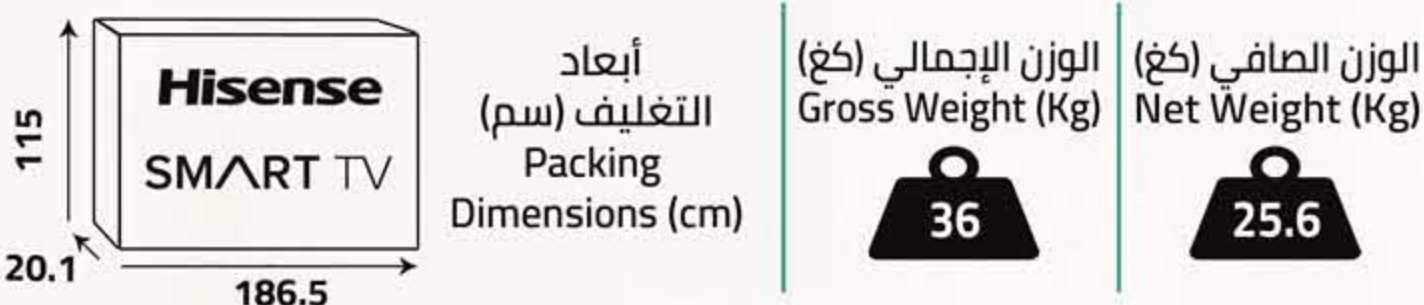 115
Hisense
SMART TV
20.1
186.5
أبعاد
التغليف (سم)
Packing
Dimensions (cm)
الوزن الإجمالي (كغ)
Gross Weight (Kg)
36
الوزن الصافي (كغ)
Net Weight (Kg)
25.6